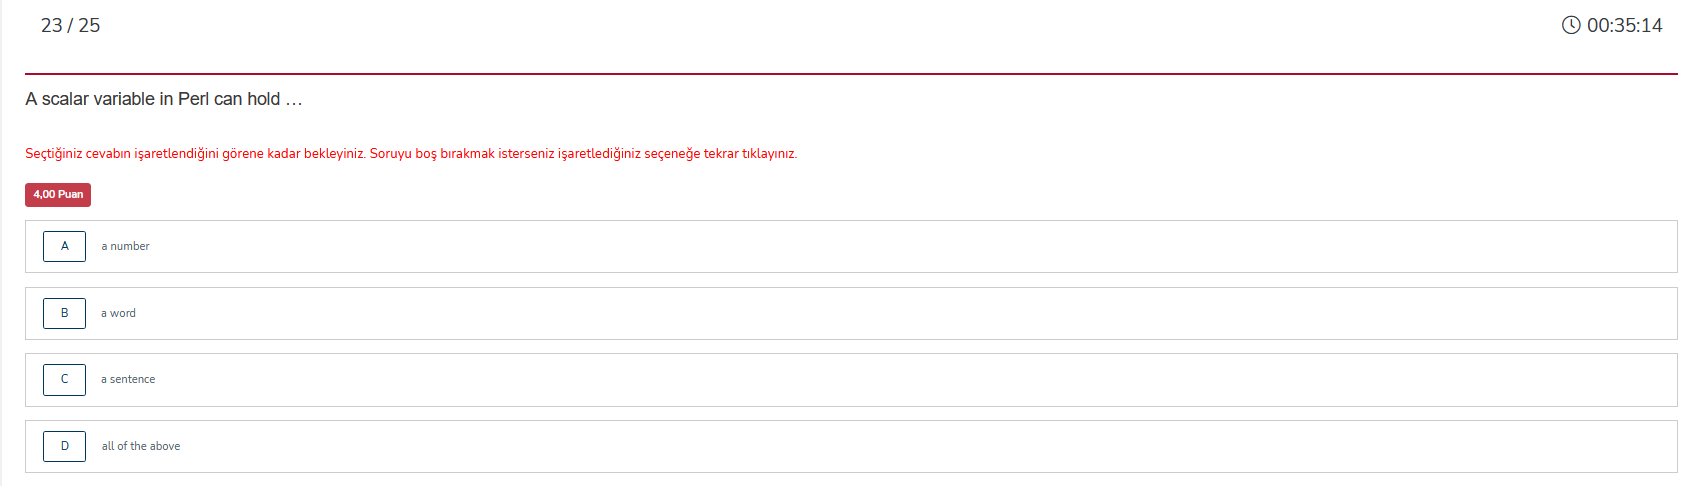 23 / 25
00:35:14
A scalar variable in Perl can hold …
Seçtiğiniz cevabın işaretlendiğini görene kadar bekleyiniz. Soruyu boş bırakmak isterseniz işaretlediğiniz seçeneğe tekrar tıklayınız.
4,00 Puan
A a number
B a word
C a sentence
D all of the above